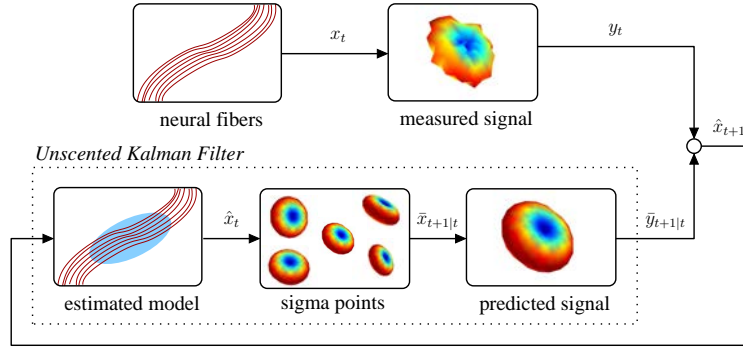 x_t
y_t
neural fibers
measured signal
x̂_{t+1}
Unscented Kalman Filter
x̂_t
x̄_{t+1|t}
ȳ_{t+1|t}
estimated model
sigma points
predicted signal